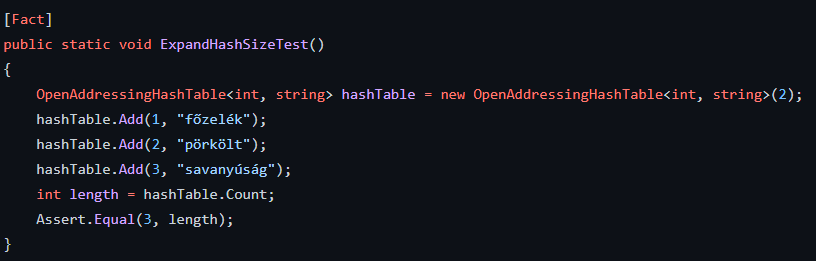 [Fact]
public static void ExpandHashSizeTest()
{
    OpenAddressingHashTable<int, string> hashTable = new OpenAddressingHashTable<int, string>(2);
    hashTable.Add(1, "főzelék");
    hashTable.Add(2, "pörkölt");
    hashTable.Add(3, "savanyúság");
    int length = hashTable.Count;
    Assert.Equal(3, length);
}